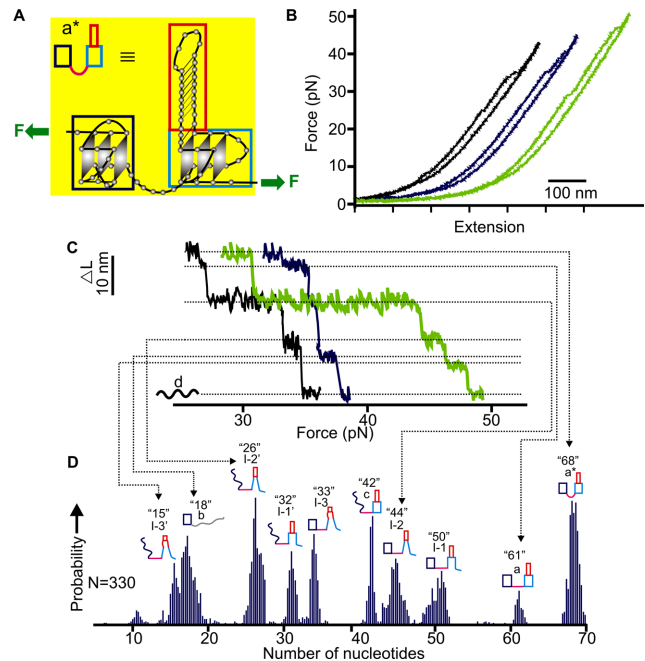 A
a*
≡
F
F
B
Force (pN)
50
40
30
20
10
0
100 nm
Extension
C
△L
10 nm
d
30
40
50
Force (pN)
D
Probability
N=330
“15”
I-3’
“18”
b
“26”
I-2’
“32”
I-1’
“33”
I-3
“42”
c
“44”
I-2
“50”
I-1
“61”
a
“68”
a*
10
20
30
40
50
60
70
Number of nucleotides